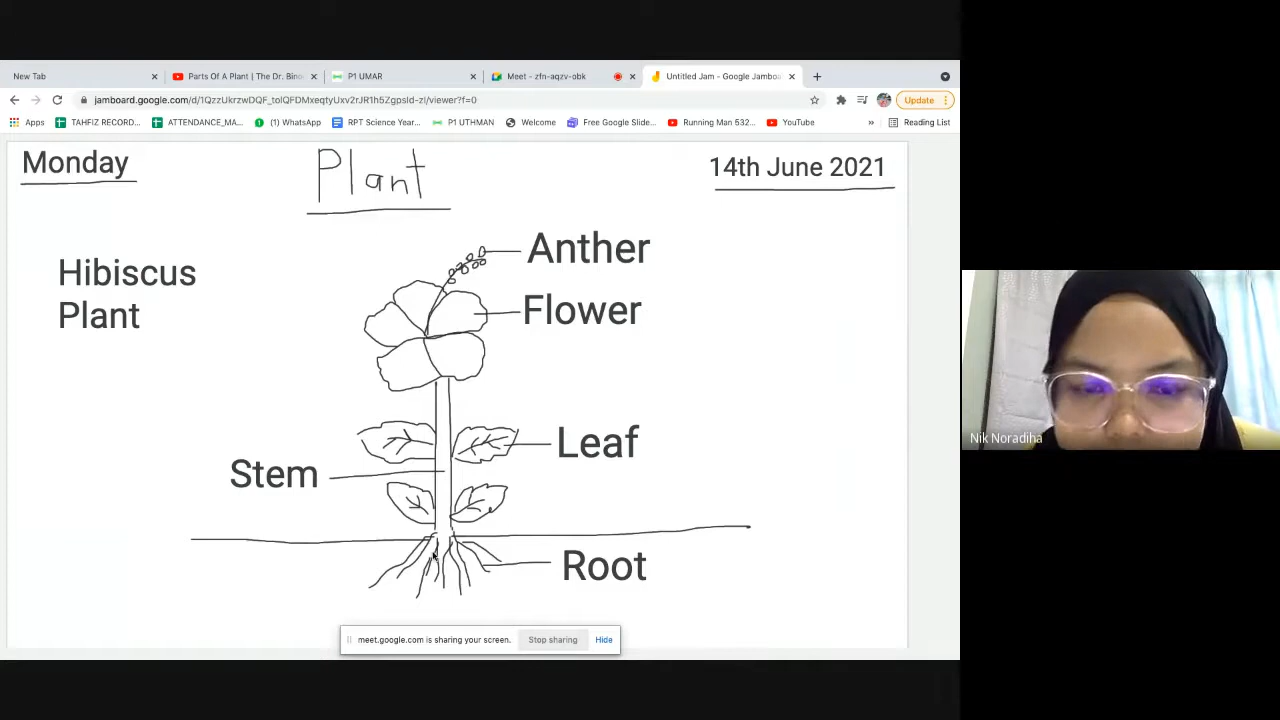 New Tab
Parts Of A Plant | The Dr. Bino
P1 UMAR
Meet - zfn-aqzv-obk
Untitled Jam - Google Jamboa
jamboard.google.com/d/
viewer?f=0
Update
Apps
TAHFIZ RECORD...
ATTENDANCE_MA...
(1) WhatsApp
RPT Science Year...
P1 UTHMAN
Welcome
Free Google Slide...
Running Man 532...
YouTube
»
Reading List
Monday
Plant
14th June 2021
Hibiscus
Plant
Anther
Flower
Leaf
Stem
Root
meet.google.com is sharing your screen.
Stop sharing
Hide
Nik Noradiha